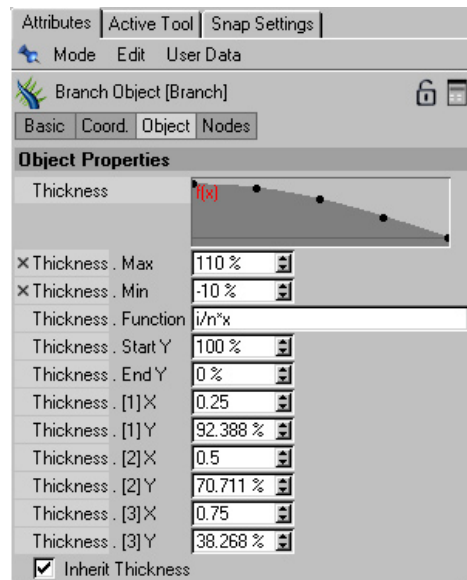 Attributes Active Tool Snap Settings
Mode Edit User Data
Branch Object [Branch]
Basic Coord. Object Nodes
Object Properties
Thickness f(x)
Thickness . Max 110 %
Thickness . Min -10 %
Thickness . Function i/n*x
Thickness . Start Y 100 %
Thickness . End Y 0 %
Thickness . [1] X 0.25
Thickness . [1] Y 92.388 %
Thickness . [2] X 0.5
Thickness . [2] Y 70.711 %
Thickness . [3] X 0.75
Thickness . [3] Y 38.268 %
Inherit Thickness